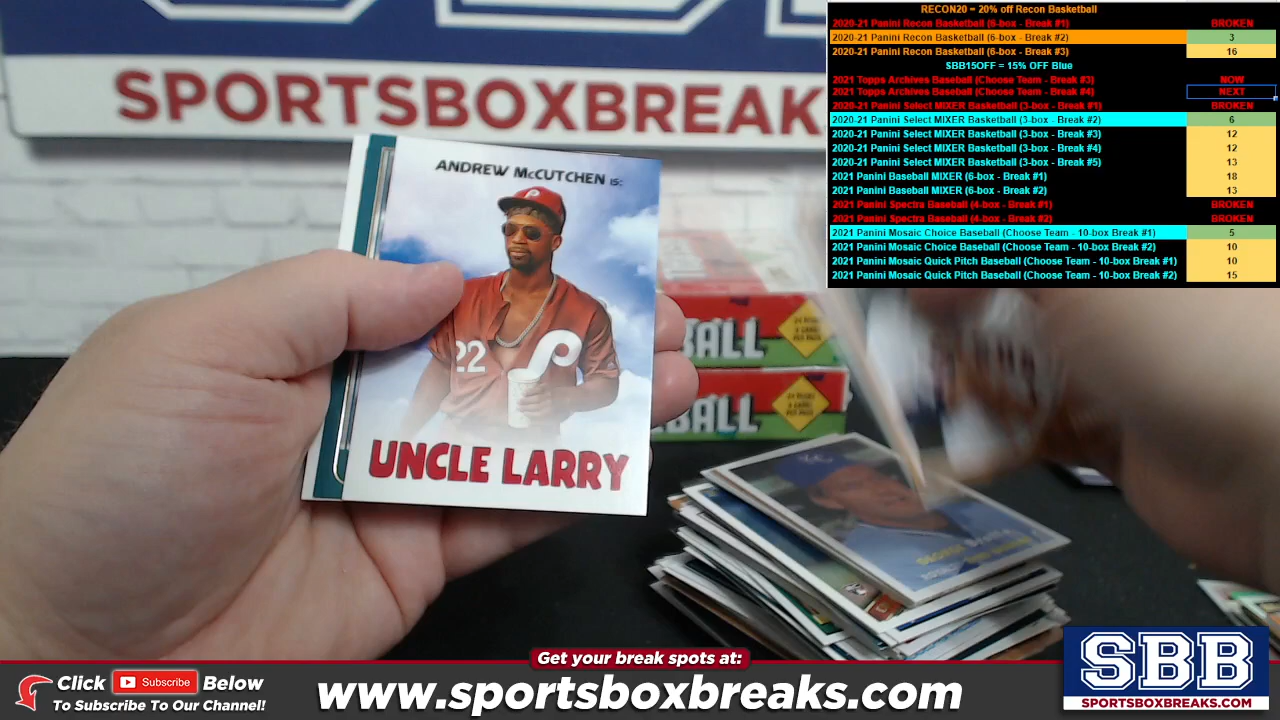 RECON20 = 20% off Recon Basketball
2020-21 Panini Recon Basketball (6-box - Break #1) BROKEN
2020-21 Panini Recon Basketball (6-box - Break #2) 3
2020-21 Panini Recon Basketball (6-box - Break #3) 16
SBB15OFF = 15% OFF Blue
2021 Topps Archives Baseball (Choose Team - Break #3) NOW
2021 Topps Archives Baseball (Choose Team - Break #4) NEXT
2020-21 Panini Select MIXER Basketball (3-box - Break #1) BROKEN
2020-21 Panini Select MIXER Basketball (3-box - Break #2) 6
2020-21 Panini Select MIXER Basketball (3-box - Break #3) 12
2020-21 Panini Select MIXER Basketball (3-box - Break #4) 12
2020-21 Panini Select MIXER Basketball (3-box - Break #5) 13
2021 Panini Baseball MIXER (6-box - Break #1) 18
2021 Panini Baseball MIXER (6-box - Break #2) 13
2021 Panini Spectra Baseball (4-box - Break #1) BROKEN
2021 Panini Spectra Baseball (4-box - Break #2) BROKEN
2021 Panini Mosaic Choice Baseball (Choose Team - 10-box Break #1) 5
2021 Panini Mosaic Choice Baseball (Choose Team - 10-box Break #2) 10
2021 Panini Mosaic Quick Pitch Baseball (Choose Team - 10-box Break #1) 10
2021 Panini Mosaic Quick Pitch Baseball (Choose Team - 10-box Break #2) 15
SPORTSBOXBREAK
ANDREW McCUTCHEN IS:
P
22 P
UNCLE LARRY
BALL
BALL
KC
GEORGE
Get your break spots at:
Click Subscribe Below
To Subscribe To Our Channel!
www.sportsboxbreaks.com
SBB
SPORTSBOXBREAKS.COM